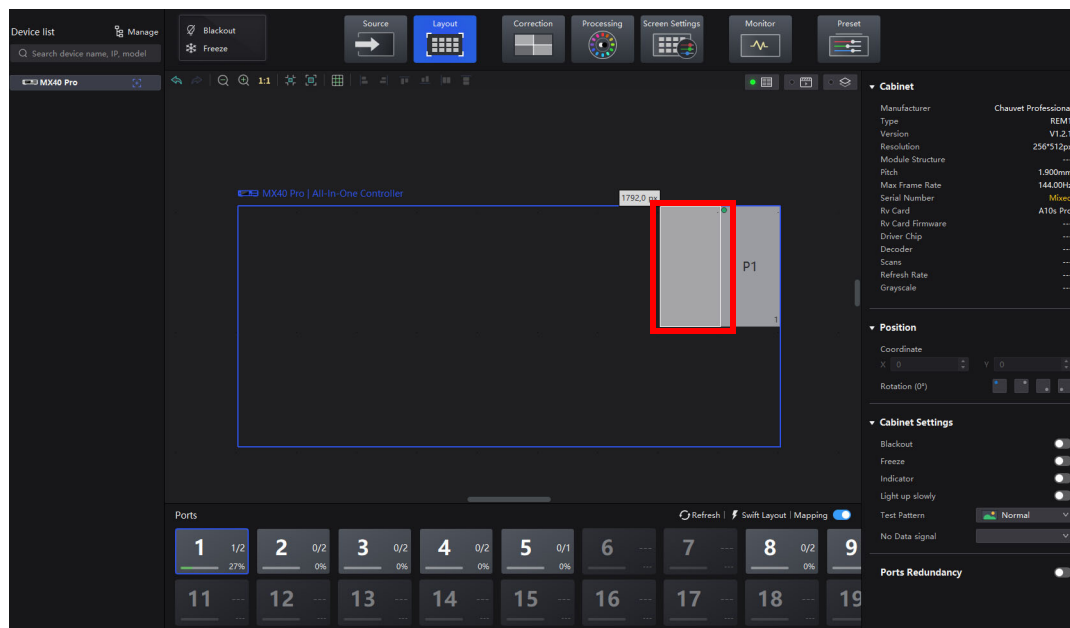 Device list
Manage
Search device name, IP, model
MX40 Pro
Blackout
Freeze
Source
Layout
Correction
Processing
Screen Settings
Monitor
Preset
1:1
MX40 Pro | All-In-One Controller
1792,0 px
P1
1
Cabinet
Manufacturer Chauvet Professiona
Type REM1
Version V1.2.1
Resolution 256*512px
Module Structure --
Pitch 1.900mm
Max Frame Rate 144.00Hz
Serial Number Mixed
Rv Card A10s Pro
Rv Card Firmware --
Driver Chip --
Decoder --
Scans --
Refresh Rate --
Grayscale --
Position
Coordinate
X 0 Y 0
Rotation (0°)
Cabinet Settings
Blackout
Freeze
Indicator
Light up slowly
Test Pattern Normal
No Data signal
Ports Redundancy
Ports
Refresh | Swift Layout | Mapping
1 1/2 27%
2 0/2 0%
3 0/2 0%
4 0/2 0%
5 0/1 0%
6 --- ---
7 --- ---
8 0/2 0%
9
11 --- ---
12 --- ---
13 --- ---
14 --- ---
15 --- ---
16 --- ---
17 --- ---
18 --- ---
19